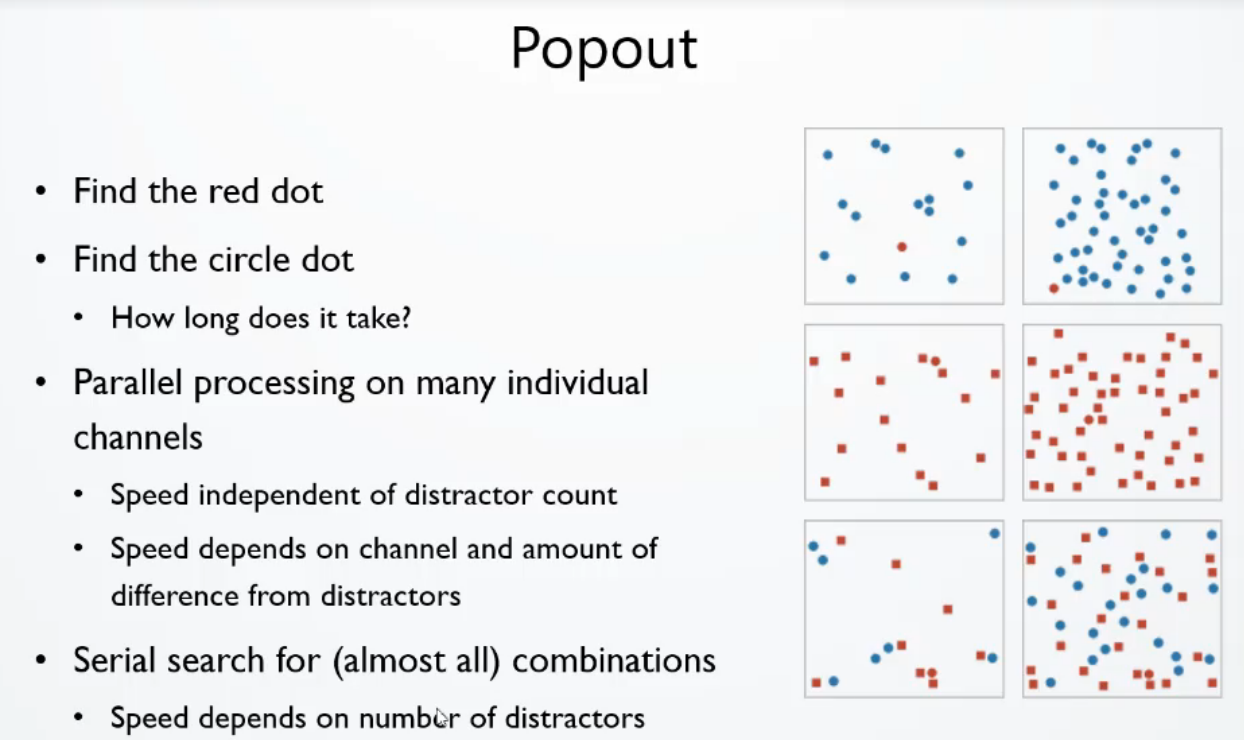 Popout
• Find the red dot
• Find the circle dot
• How long does it take?
• Parallel processing on many individual
channels
• Speed independent of distractor count
• Speed depends on channel and amount of
difference from distractors
• Serial search for (almost all) combinations
• Speed depends on number of distractors